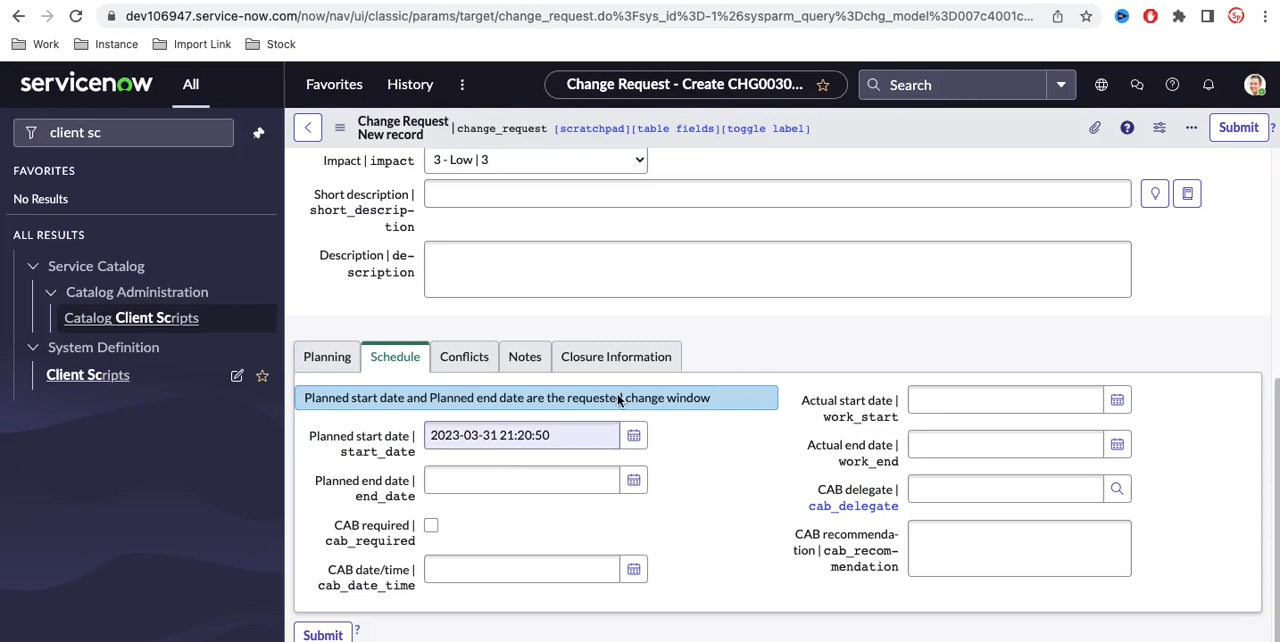 dev106947.service-now.com/now/nav/ui/classic/params/target/change_request.do%3Fsys_id%3D-1%26sysparm_query%3Dchg_model%3D007c4001c...
Work Instance Import Link Stock
servicenow All Favorites History Change Request - Create CHG0030... Search
client sc
FAVORITES
No Results
ALL RESULTS
Service Catalog
Catalog Administration
Catalog Client Scripts
System Definition
Client Scripts
Change Request
New record
|change_request [scratchpad][table fields][toggle label]
Submit ?
Impact | impact
3 - Low | 3
Short description |
short_descrip-
tion
Description | de-
scription
Planning Schedule Conflicts Notes Closure Information
Planned start date and Planned end date are the requested change window
Planned start date |
start_date
2023-03-31 21:20:50
Planned end date |
end_date
CAB required |
cab_required
CAB date/time |
cab_date_time
Actual start date |
work_start
Actual end date |
work_end
CAB delegate |
cab_delegate
CAB recommenda-
tion | cab_recom-
mendation
Submit ?